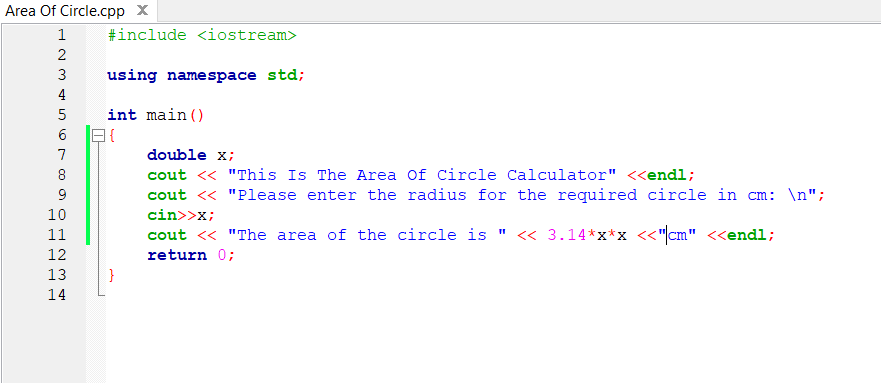 Area Of Circle.cpp X
1 #include <iostream>
2
3 using namespace std;
4
5 int main()
6 {
7 double x;
8 cout << "This Is The Area Of Circle Calculator" <<endl;
9 cout << "Please enter the radius for the required circle in cm: \n";
10 cin>>x;
11 cout << "The area of the circle is " << 3.14*x*x <<"cm" <<endl;
12 return 0;
13 }
14